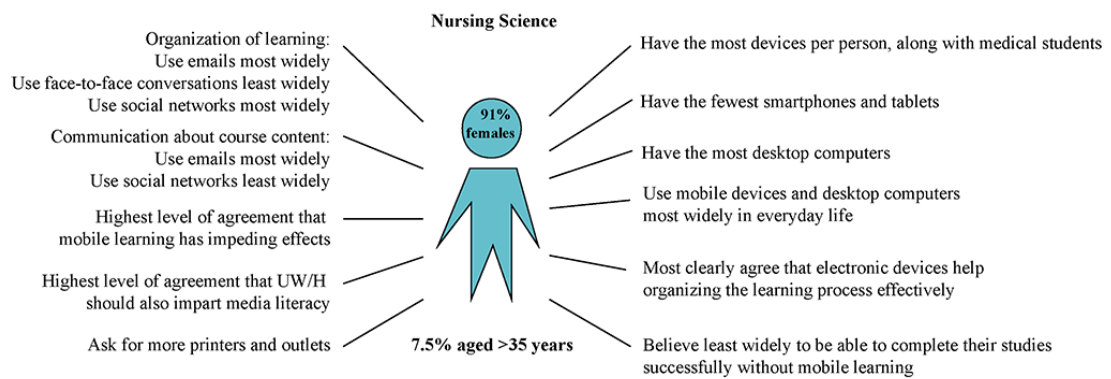 Nursing Science
Organization of learning:
Use emails most widely
Use face-to-face conversations least widely
Use social networks most widely
Communication about course content:
Use emails most widely
Use social networks least widely
Highest level of agreement that
mobile learning has impeding effects
Highest level of agreement that UW/H
should also impart media literacy
Ask for more printers and outlets
91%
females
7.5% aged >35 years
Have the most devices per person, along with medical students
Have the fewest smartphones and tablets
Have the most desktop computers
Use mobile devices and desktop computers
most widely in everyday life
Most clearly agree that electronic devices help
organizing the learning process effectively
Believe least widely to be able to complete their studies
successfully without mobile learning